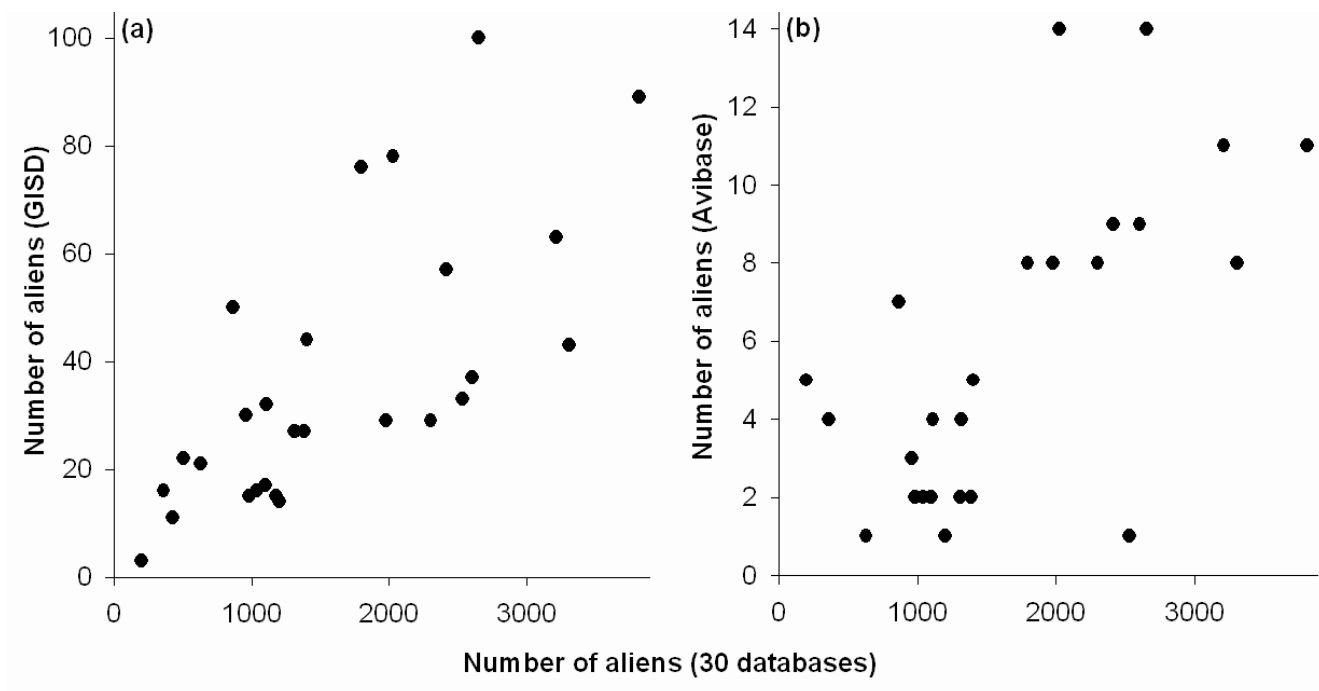 (a)
Number of aliens (GISD)
100
80
60
40
20
0
0 1000 2000 3000
(b)
Number of aliens (Avibase)
14
12
10
8
6
4
2
0
0 1000 2000 3000
Number of aliens (30 databases)